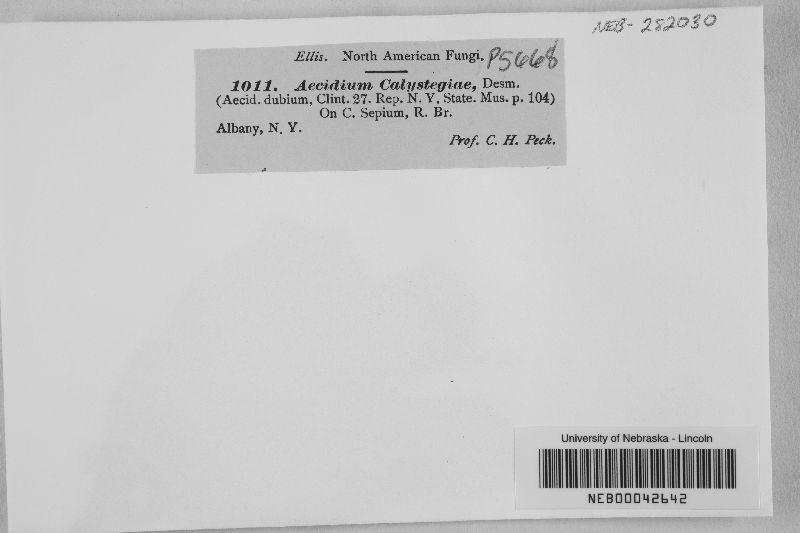 NEB- 282030
Ellis. North American Fungi. P5668
1011. Aecidium Calystegiae, Desm.
(Aecid. dubium, Clint. 27. Rep. N. Y. State. Mus. p. 104)
On C. Sepium, R. Br.
Albany, N. Y.
Prof. C. H. Peck.
University of Nebraska - Lincoln
NEB00042642